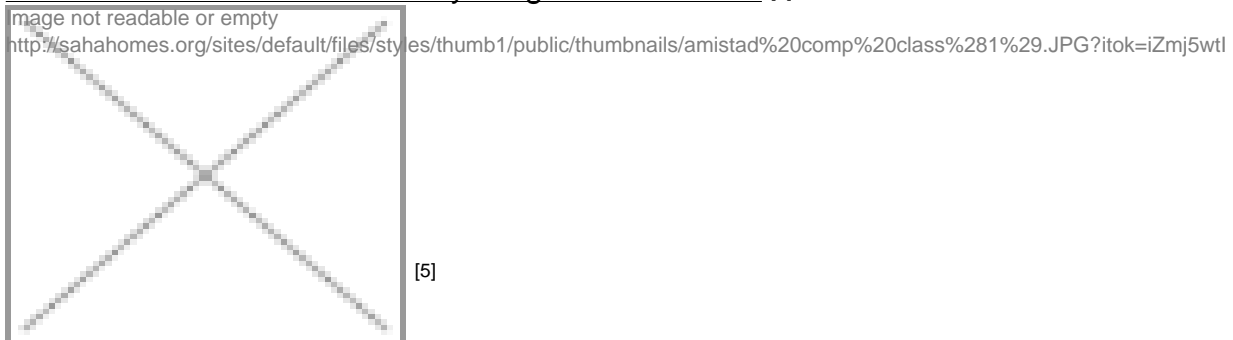 Image not readable or empty
http://sahahomes.org/sites/default/files/styles/thumb1/public/thumbnails/amistad%20comp%20class%281%29.JPG?itok=iZmj5wtI
[5]